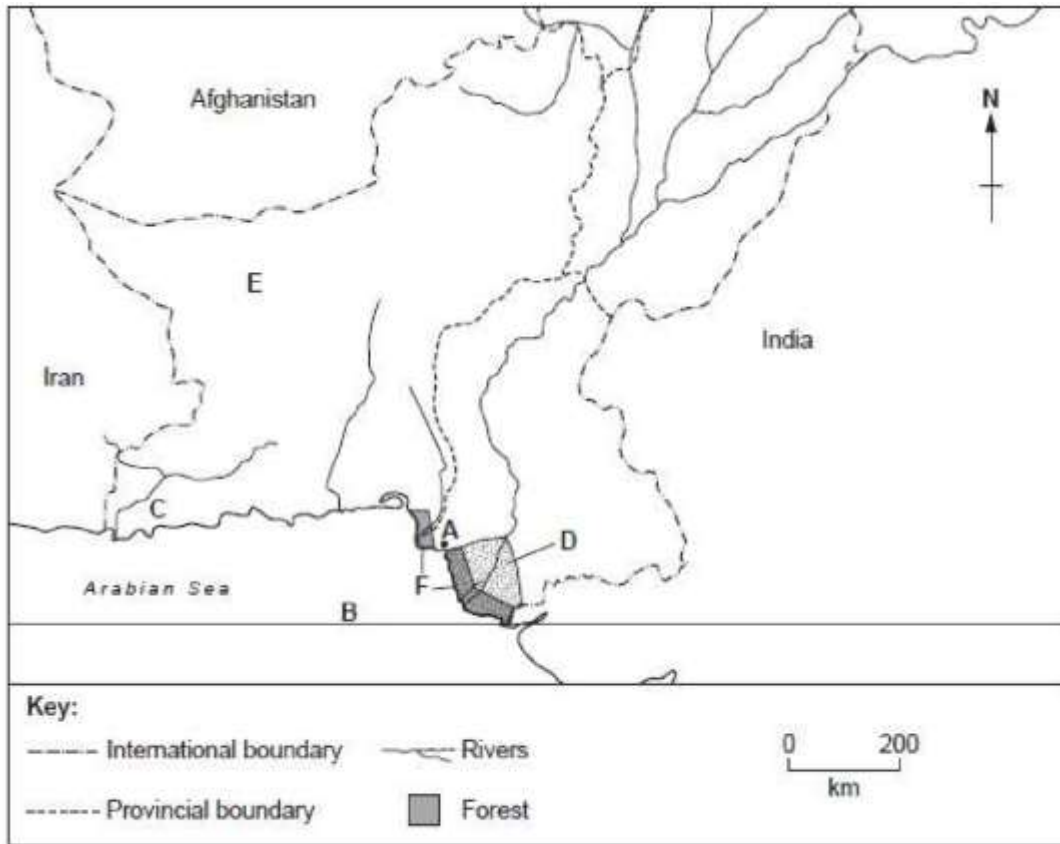 Afghanistan
N
E
India
Iran
C
A
D
F
Arabian Sea
B
Key:
International boundary
Rivers
0 200
km
Provincial boundary
Forest